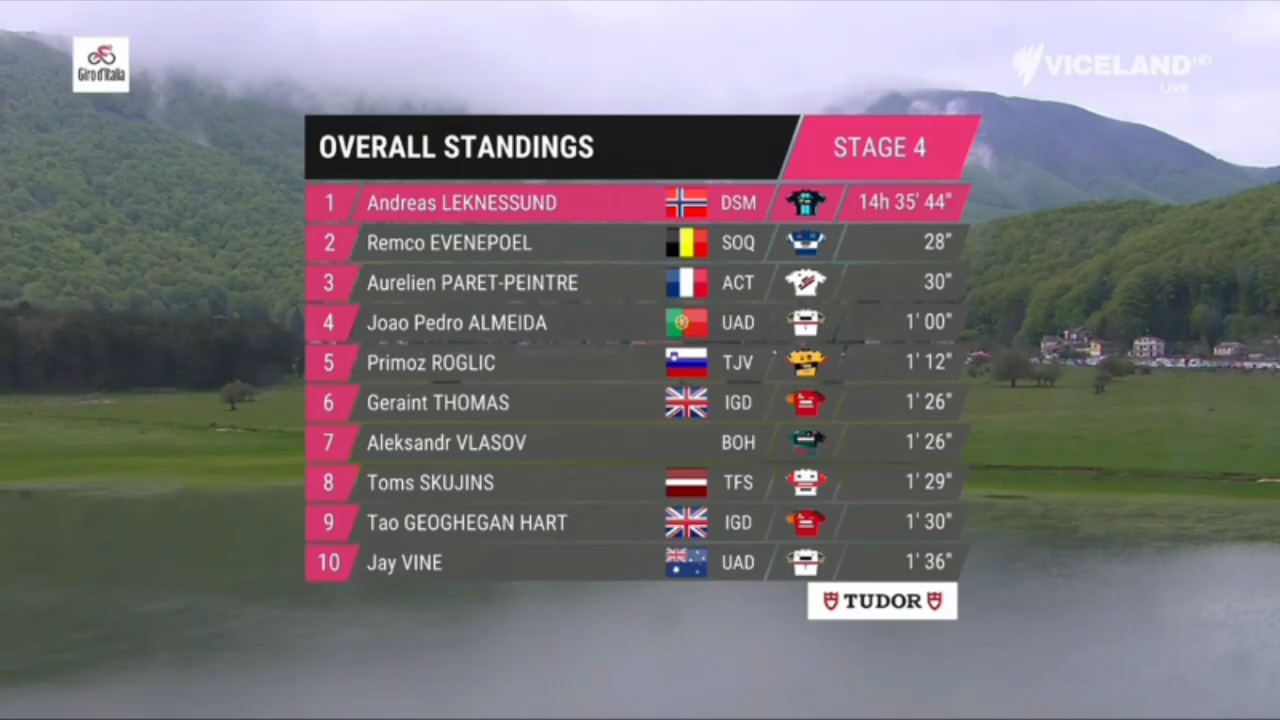 Giro d'Italia
VICELAND HD
LIVE
OVERALL STANDINGS STAGE 4
1 Andreas LEKNESSUND DSM 14h 35' 44"
2 Remco EVENEPOEL SOQ 28"
3 Aurelien PARET-PEINTRE ACT 30"
4 Joao Pedro ALMEIDA UAD 1' 00"
5 Primoz ROGLIC TJV 1' 12"
6 Geraint THOMAS IGD 1' 26"
7 Aleksandr VLASOV BOH 1' 26"
8 Toms SKUJINS TFS 1' 29"
9 Tao GEOGHEGAN HART IGD 1' 30"
10 Jay VINE UAD 1' 36"
TUDOR